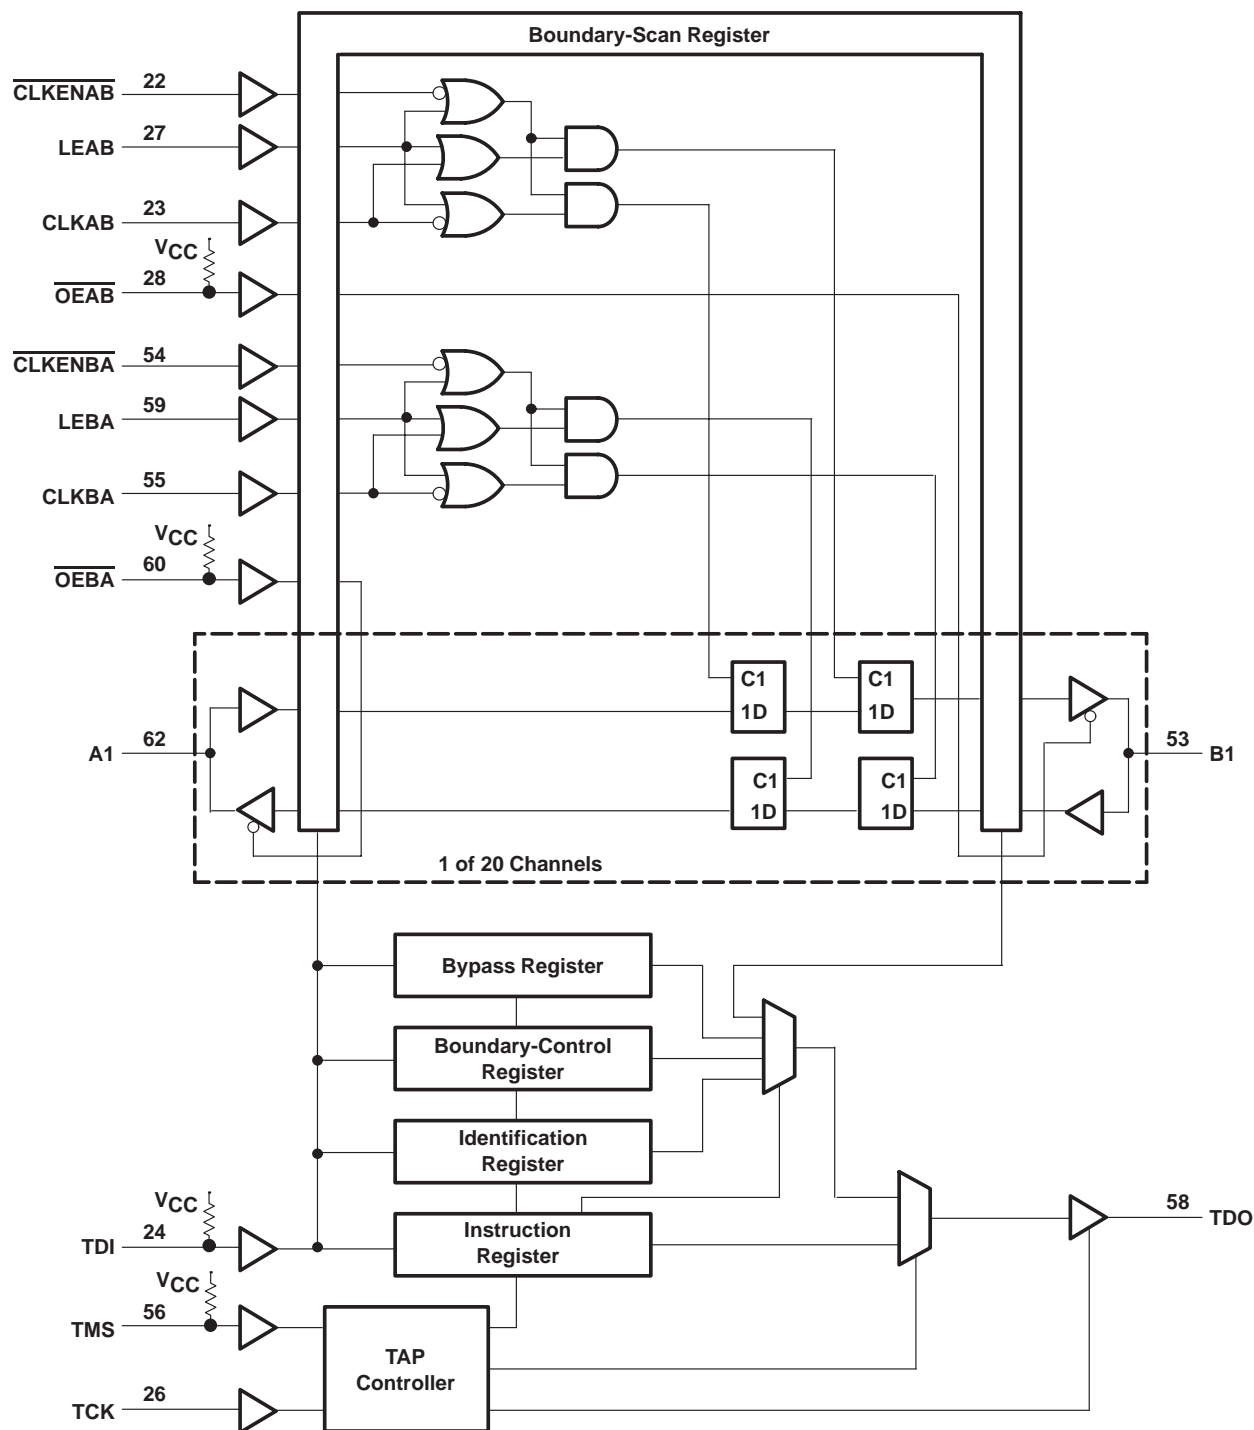 Boundary-Scan Register
CLKENAB 22
LEAB 27
CLKAB 23
VCC
OEAB 28
CLKENBA 54
LEBA 59
CLKBA 55
VCC
OEBA 60
C1
1D
C1
1D
A1 62
53 B1
C1
1D
C1
1D
1 of 20 Channels
Bypass Register
Boundary-Control
Register
Identification
Register
VCC
TDI 24
Instruction
Register
58 TDO
VCC
TMS 56
TAP
Controller
TCK 26